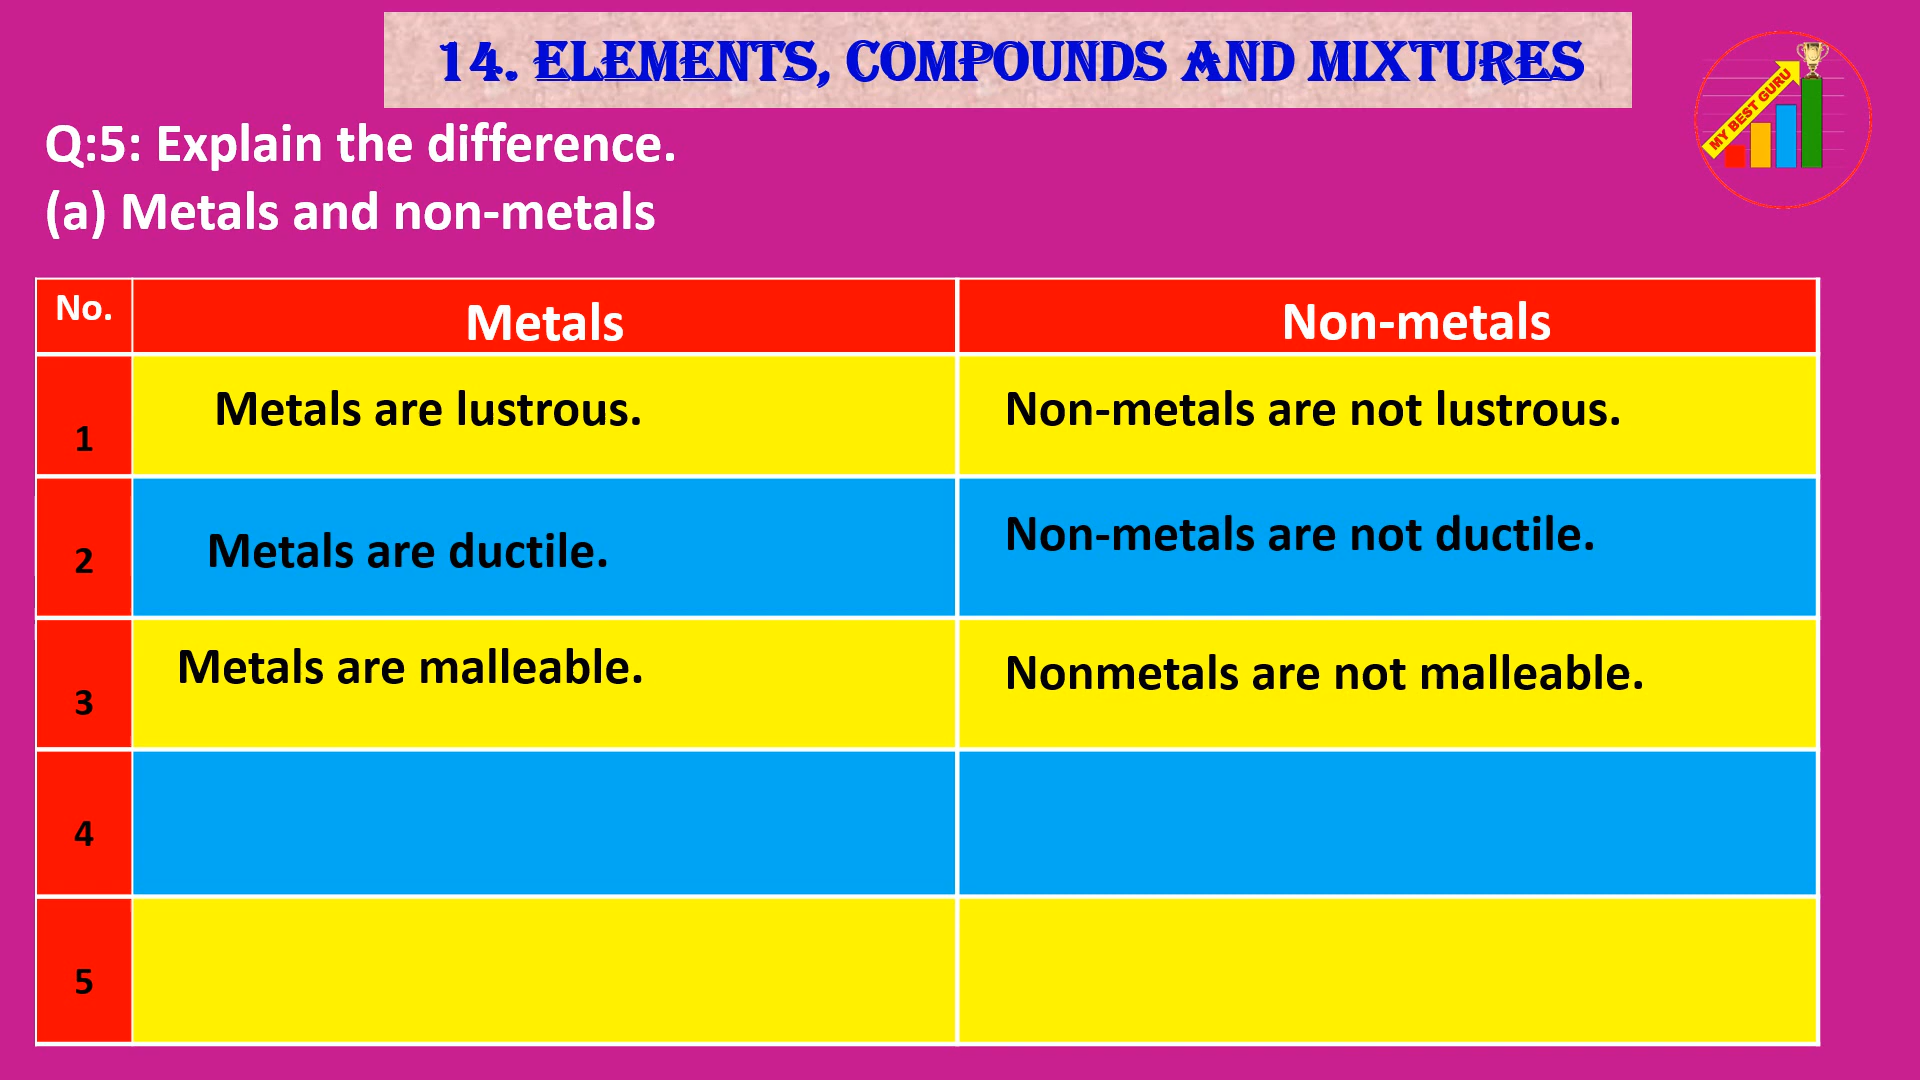 14. ELEMENTS, COMPOUNDS AND MIXTURES
MY BEST GURU
Q:5: Explain the difference.
(a) Metals and non-metals
No.
Metals
Non-metals
1
Metals are lustrous.
Non-metals are not lustrous.
2
Metals are ductile.
Non-metals are not ductile.
3
Metals are malleable.
Nonmetals are not malleable.
4
5